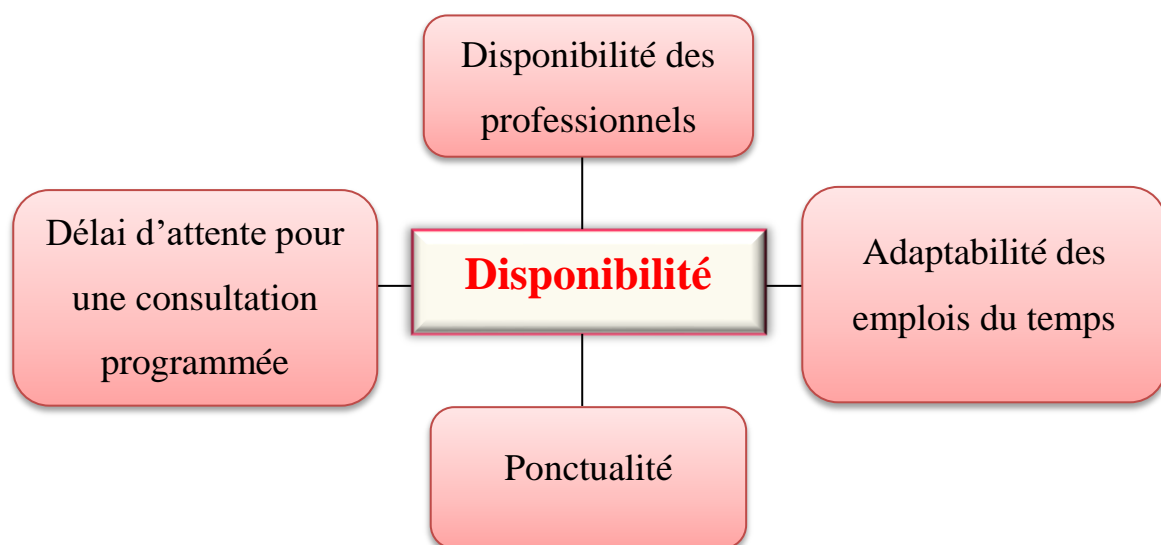 Disponibilité des
professionnels
Délai d’attente pour
une consultation
programmée
Disponibilité
Adaptabilité des
emplois du temps
Ponctualité